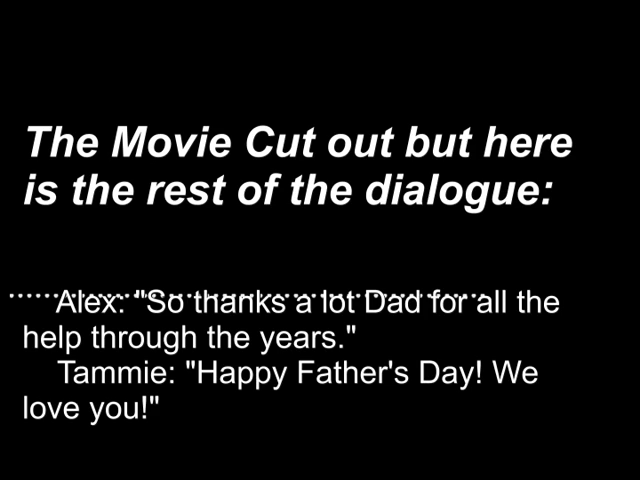 The Movie Cut out but here
is the rest of the dialogue:
Alex: "So thanks a lot Dad for all the
help through the years."
Tammie: "Happy Father's Day! We
love you!"